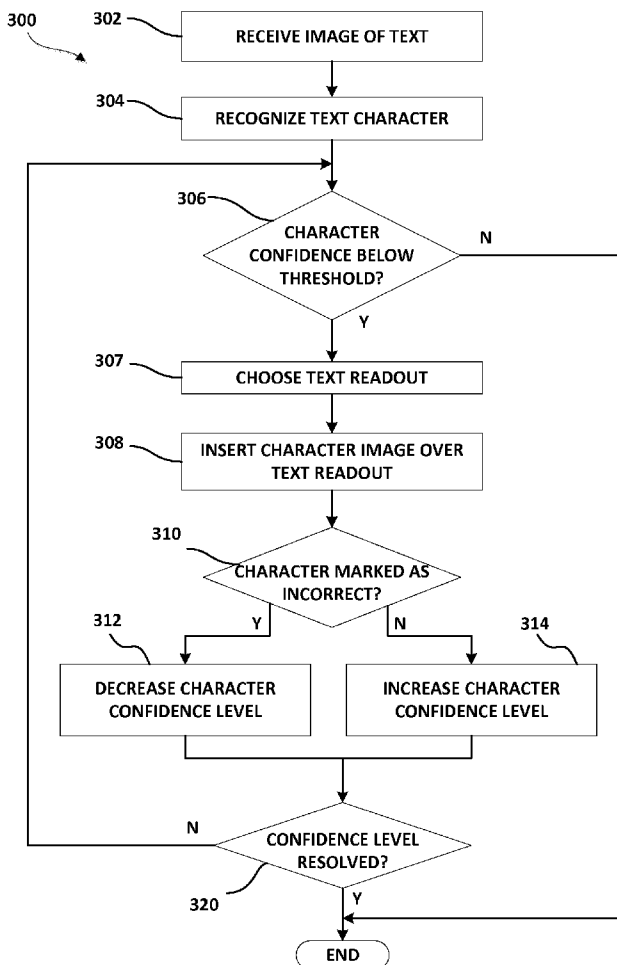 300
302
RECEIVE IMAGE OF TEXT
304
RECOGNIZE TEXT CHARACTER
306
CHARACTER
CONFIDENCE BELOW
THRESHOLD?
N
Y
307
CHOOSE TEXT READOUT
308
INSERT CHARACTER IMAGE OVER
TEXT READOUT
310
CHARACTER MARKED AS
INCORRECT?
Y
N
312
DECREASE CHARACTER
CONFIDENCE LEVEL
314
INCREASE CHARACTER
CONFIDENCE LEVEL
N
CONFIDENCE LEVEL
RESOLVED?
320
Y
END